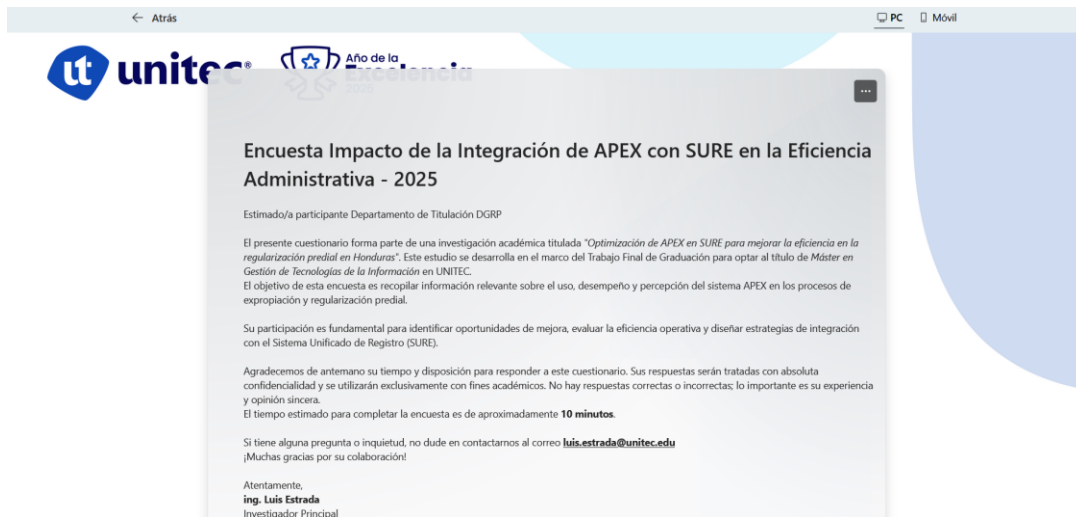 Atrás
PC
Móvil
ut unitec®
Año de la
Excelencia
2025
...
Encuesta Impacto de la Integración de APEX con SURE en la Eficiencia
Administrativa - 2025
Estimado/a participante Departamento de Titulación DGRP
El presente cuestionario forma parte de una investigación académica titulada "Optimización de APEX en SURE para mejorar la eficiencia en la
regularización predial en Honduras". Este estudio se desarrolla en el marco del Trabajo Final de Graduación para optar al título de Máster en
Gestión de Tecnologías de la Información en UNITEC.
El objetivo de esta encuesta es recopilar información relevante sobre el uso, desempeño y percepción del sistema APEX en los procesos de
expropiación y regularización predial.
Su participación es fundamental para identificar oportunidades de mejora, evaluar la eficiencia operativa y diseñar estrategias de integración
con el Sistema Unificado de Registro (SURE).
Agradecemos de antemano su tiempo y disposición para responder a este cuestionario. Sus respuestas serán tratadas con absoluta
confidencialidad y se utilizarán exclusivamente con fines académicos. No hay respuestas correctas o incorrectas; lo importante es su experiencia
y opinión sincera.
El tiempo estimado para completar la encuesta es de aproximadamente 10 minutos.
Si tiene alguna pregunta o inquietud, no dude en contactarnos al correo luis.estrada@unitec.edu
¡Muchas gracias por su colaboración!
Atentamente,
ing. Luis Estrada
Investigador Principal